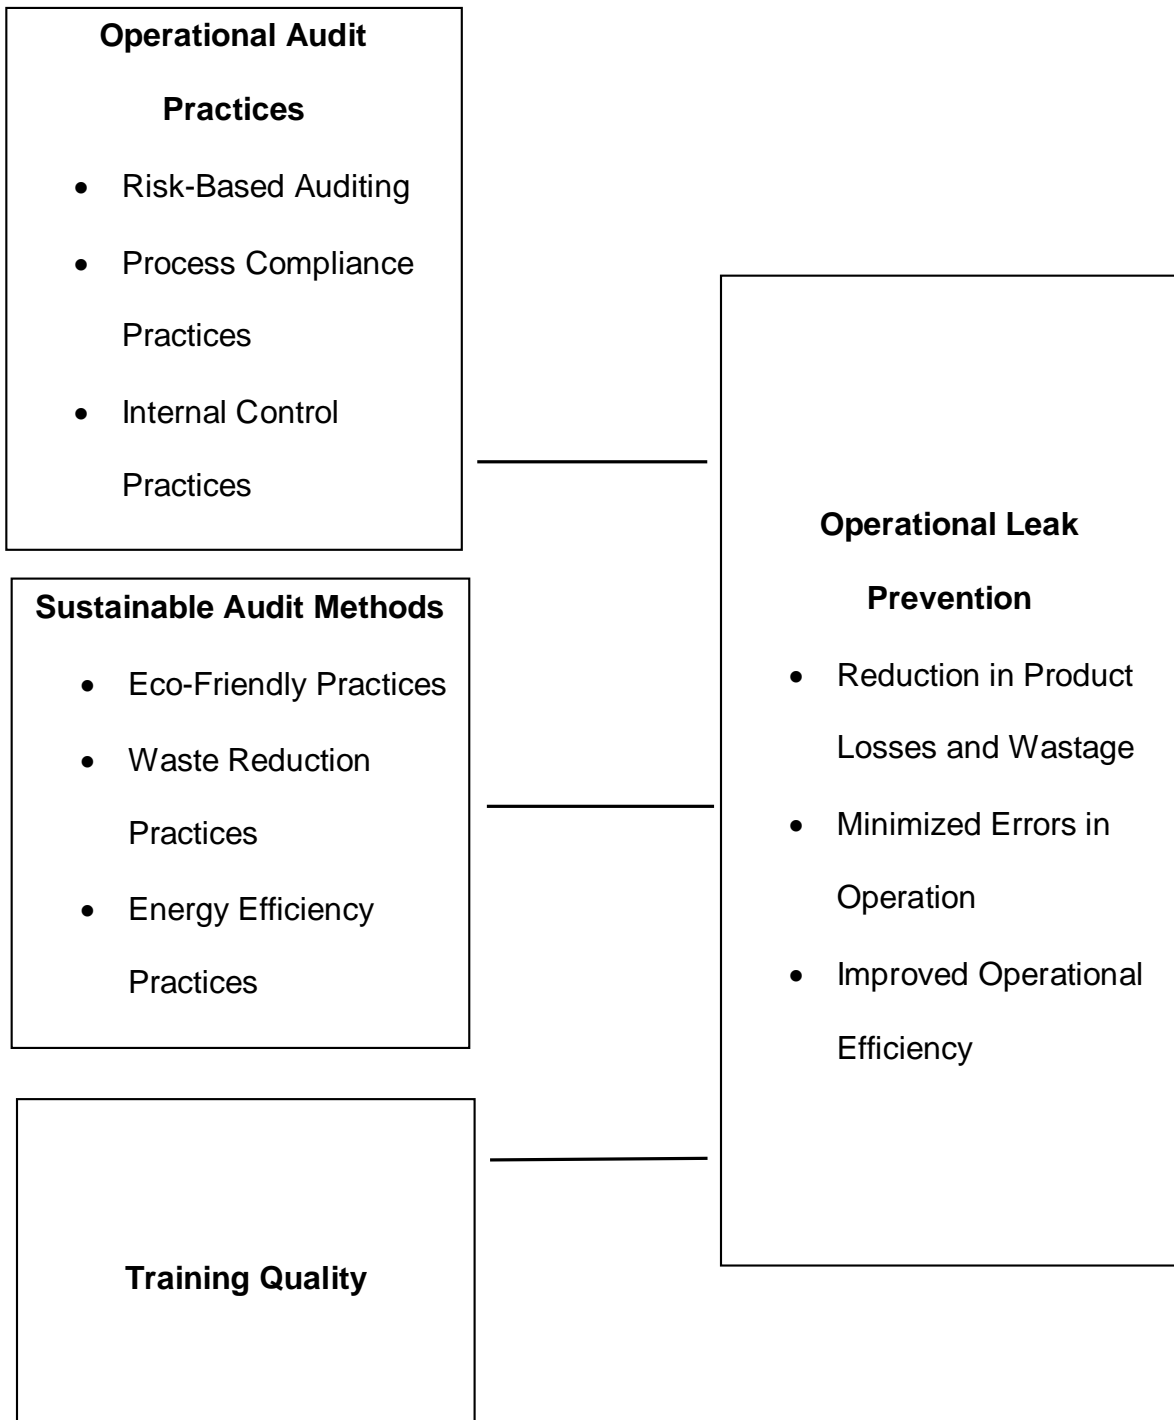 Operational Audit
Practices
• Risk-Based Auditing
• Process Compliance
Practices
• Internal Control
Practices
Sustainable Audit Methods
• Eco-Friendly Practices
• Waste Reduction
Practices
• Energy Efficiency
Practices
Training Quality
Operational Leak
Prevention
• Reduction in Product
Losses and Wastage
• Minimized Errors in
Operation
• Improved Operational
Efficiency